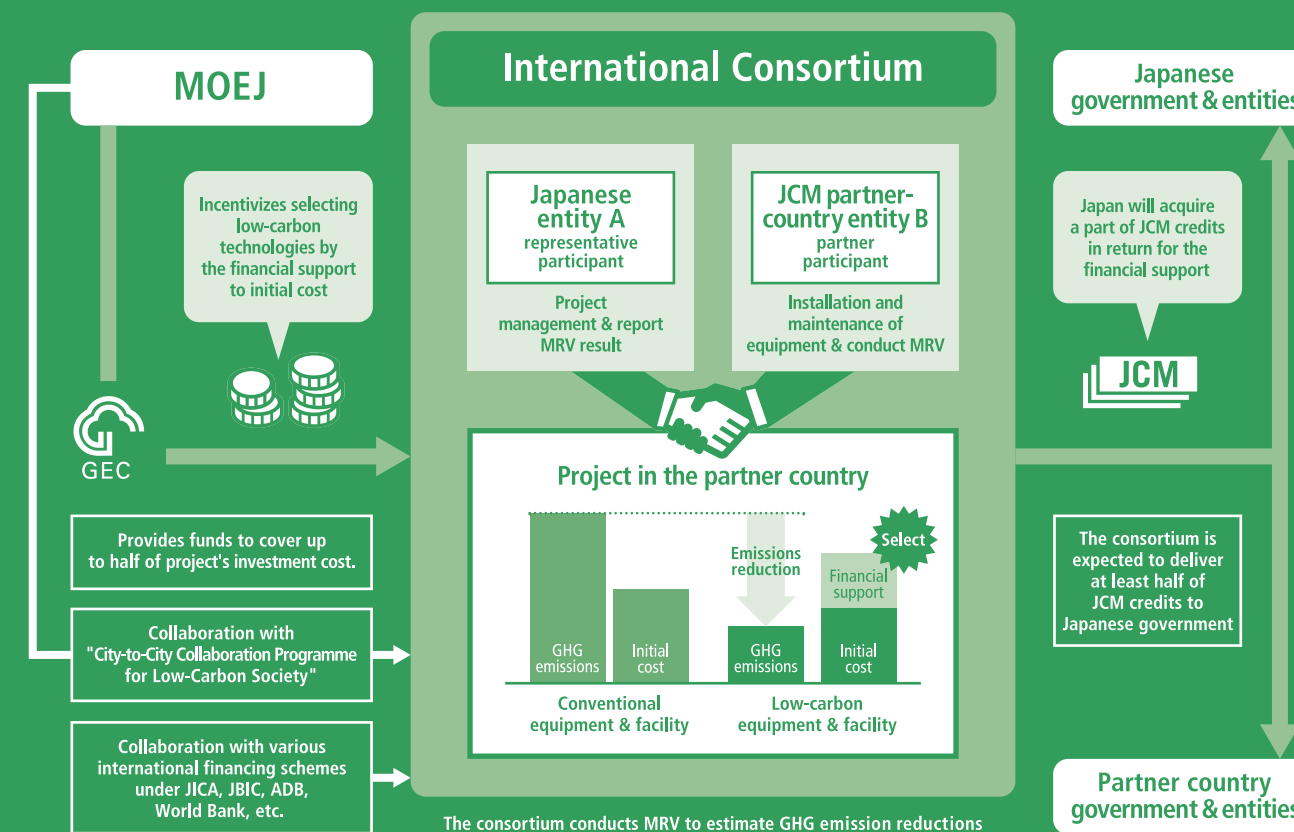 MOEJ
Incentivizes selecting
low-carbon
technologies by
the financial support
to initial cost
GEC
Provides funds to cover up
to half of project's investment cost.
Collaboration with
"City-to-City Collaboration Programme
for Low-Carbon Society"
Collaboration with various
international financing schemes
under JICA, JBIC, ADB,
World Bank, etc.
International Consortium
Japanese
entity A
representative
participant
Project
management & report
MRV result
JCM partner-
country entity B
partner
participant
Installation and
maintenance of
equipment & conduct MRV
Project in the partner country
GHG
emissions
Initial
cost
Conventional
equipment & facility
Emissions
reduction
GHG
emissions
Select
Financial
support
Initial
cost
Low-carbon
equipment & facility
The consortium conducts MRV to estimate GHG emission reductions
Japanese
government & entities
Japan will acquire
a part of JCM credits
in return for the
financial support
JCM
The consortium is
expected to deliver
at least half of
JCM credits to
Japanese government
Partner country
government & entities